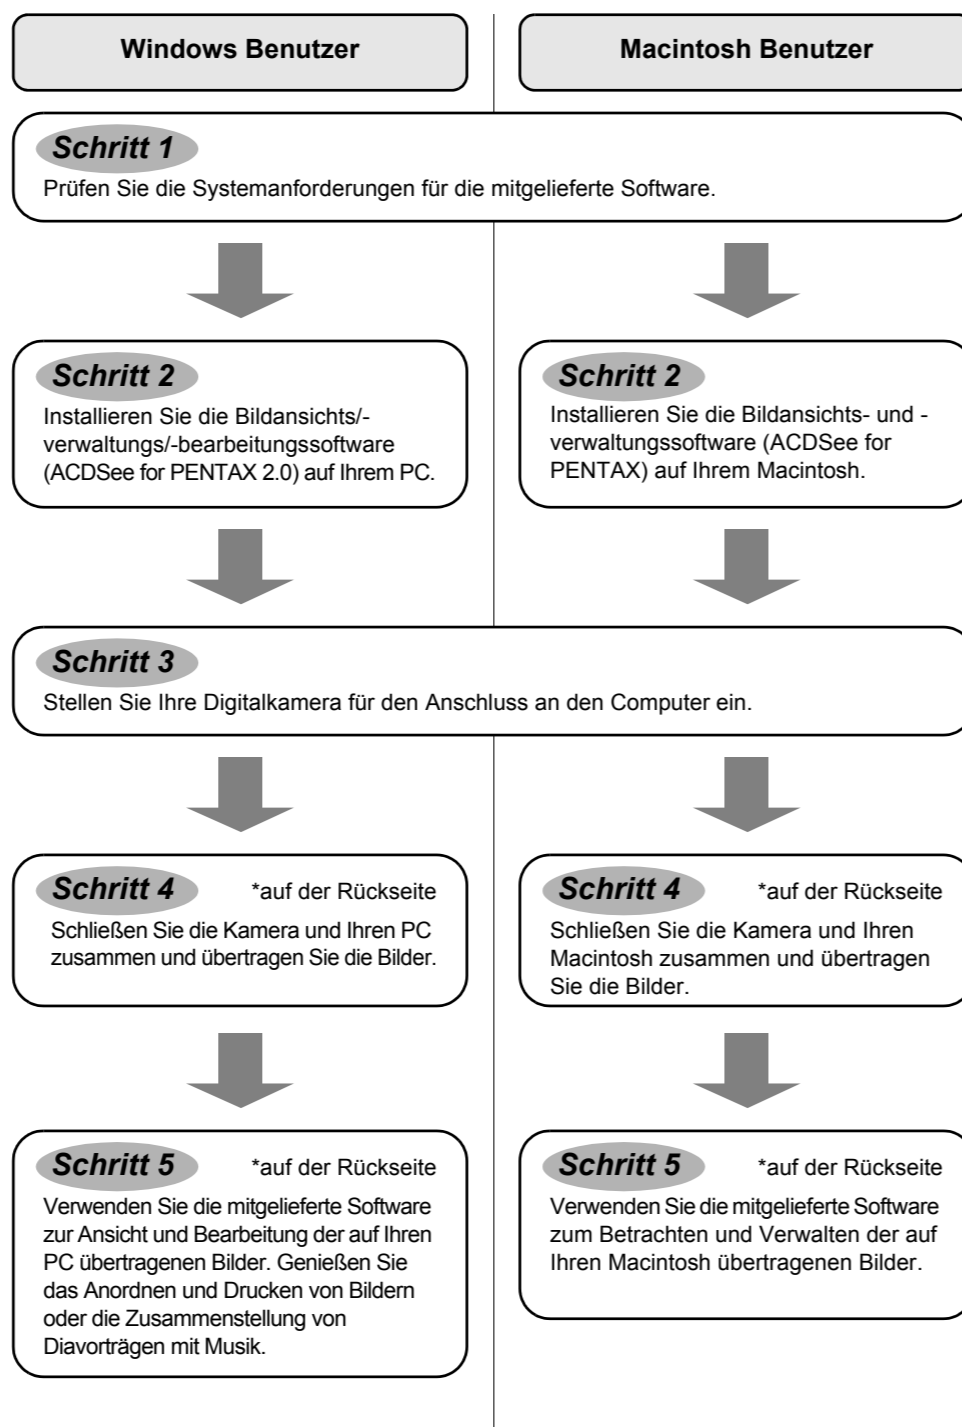 Windows Benutzer
Macintosh Benutzer
Schritt 1
Prüfen Sie die Systemanforderungen für die mitgelieferte Software.
Schritt 2
Installieren Sie die Bildansichts/-
verwaltungs/-bearbeitungssoftware
(ACDSee for PENTAX 2.0) auf Ihrem PC.
Schritt 2
Installieren Sie die Bildansichts- und -
verwaltungssoftware (ACDSee for
PENTAX) auf Ihrem Macintosh.
Schritt 3
Stellen Sie Ihre Digitalkamera für den Anschluss an den Computer ein.
Schritt 4 *auf der Rückseite
Schließen Sie die Kamera und Ihren PC
zusammen und übertragen Sie die Bilder.
Schritt 4 *auf der Rückseite
Schließen Sie die Kamera und Ihren
Macintosh zusammen und übertragen
Sie die Bilder.
Schritt 5 *auf der Rückseite
Verwenden Sie die mitgelieferte Software
zur Ansicht und Bearbeitung der auf Ihren
PC übertragenen Bilder. Genießen Sie
das Anordnen und Drucken von Bildern
oder die Zusammenstellung von
Diavorträgen mit Musik.
Schritt 5 *auf der Rückseite
Verwenden Sie die mitgelieferte Software
zum Betrachten und Verwalten der auf
Ihren Macintosh übertragenen Bilder.